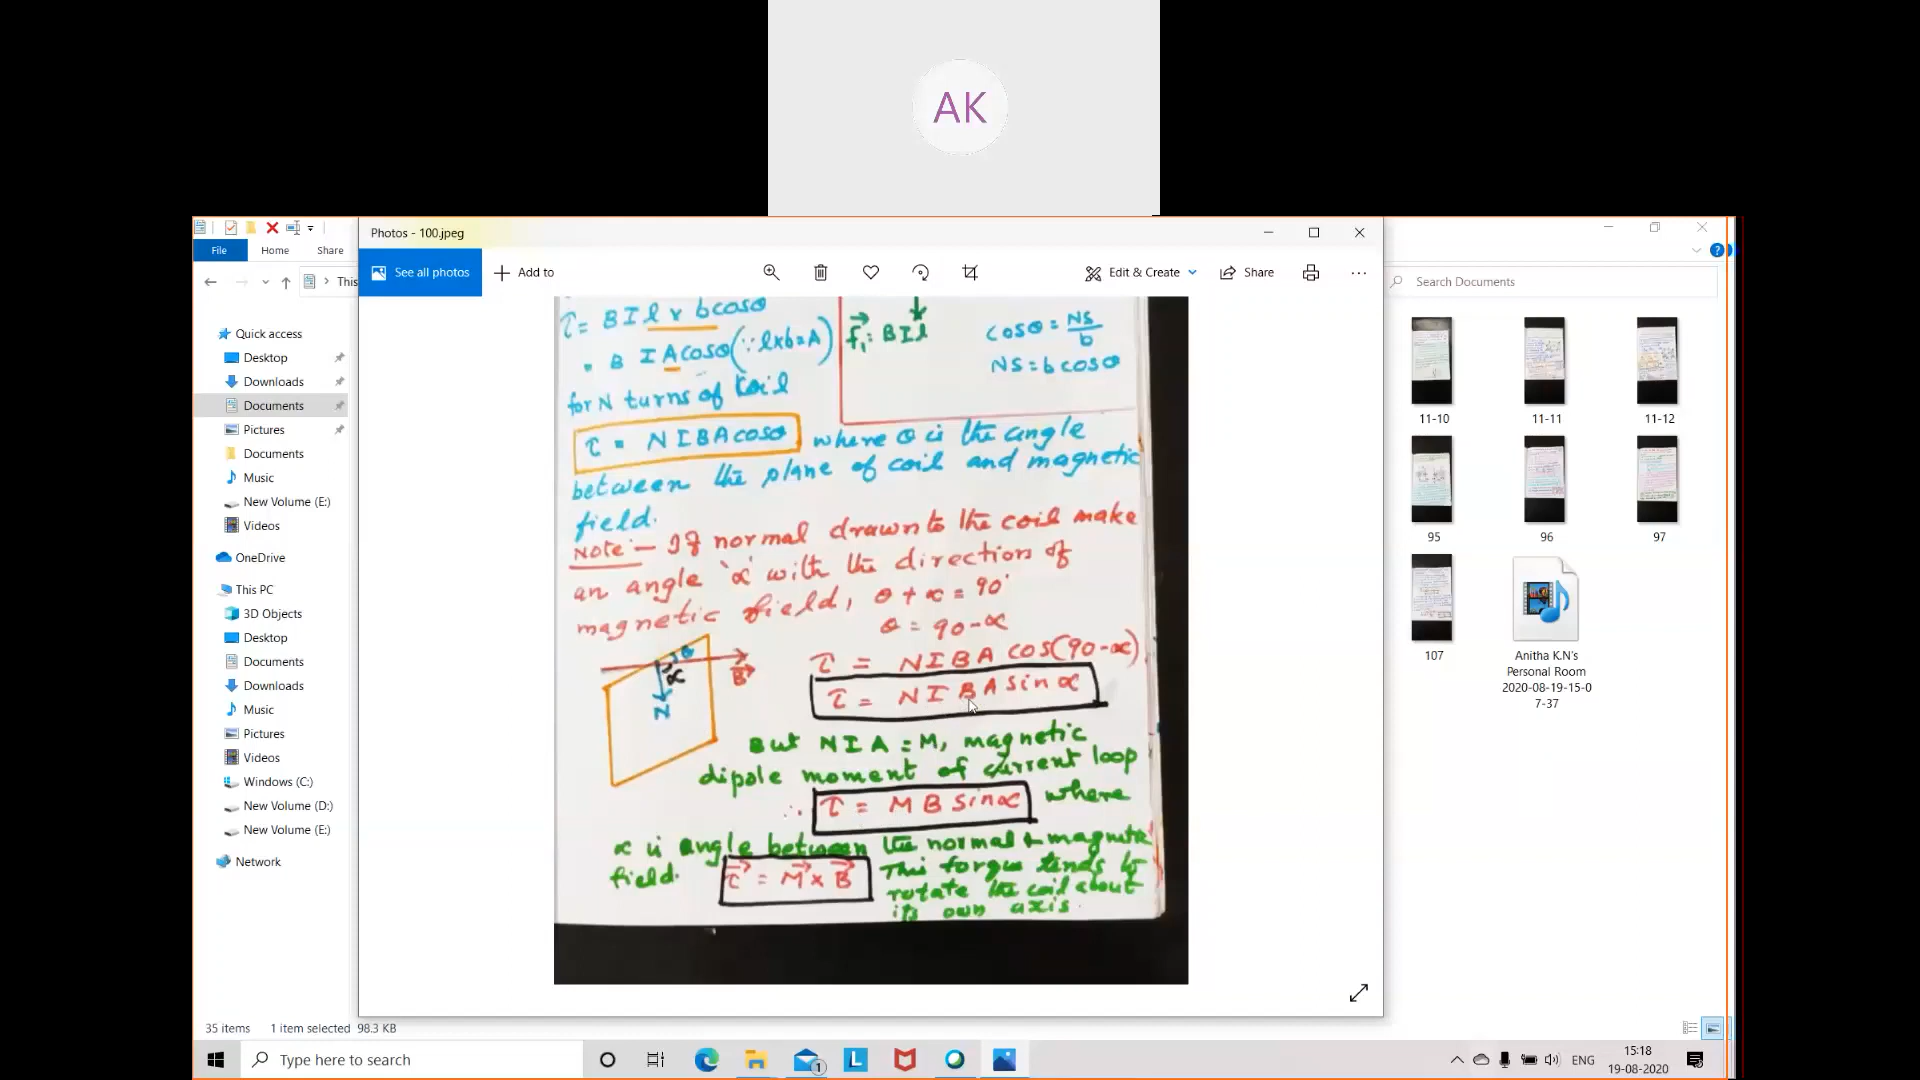 AK
File
Home
Share
This
Photos - 100.jpeg
See all photos
Add to
Edit & Create
Share
Search Documents
Quick access
Desktop
Downloads
Documents
Pictures
Documents
Music
New Volume (E:)
Videos
OneDrive
This PC
3D Objects
Desktop
Documents
Downloads
Music
Pictures
Videos
Windows (C:)
New Volume (D:)
New Volume (E:)
Network
τ = BIl x bcosθ
= B IAcosθ (∵ lxb=A)
for N turns of coil
f₁ = BIl
cosθ = NS/b
NS = b cosθ
τ = NIBAcosθ where θ is the angle
between the plane of coil and magnetic
field.
Note:- If normal drawn to the coil make
an angle 'α' with the direction of
magnetic field, θ + α = 90°
θ = 90-α
θ
α
B
N
τ = NIBA cos(90-α)
τ = NIBA sin α
But NIA = M, magnetic
dipole moment of current loop
∴ τ = MB sinα where
α is angle between the normal & magnetic
field. τ = M x B This torque tends to
rotate the coil about
its own axis.
11-10
11-11
11-12
95
96
97
107
Anitha K.N's
Personal Room
2020-08-19-15-0
7-37
35 items
1 item selected 98.3 KB
Type here to search
1
L
ENG
15:18
19-08-2020